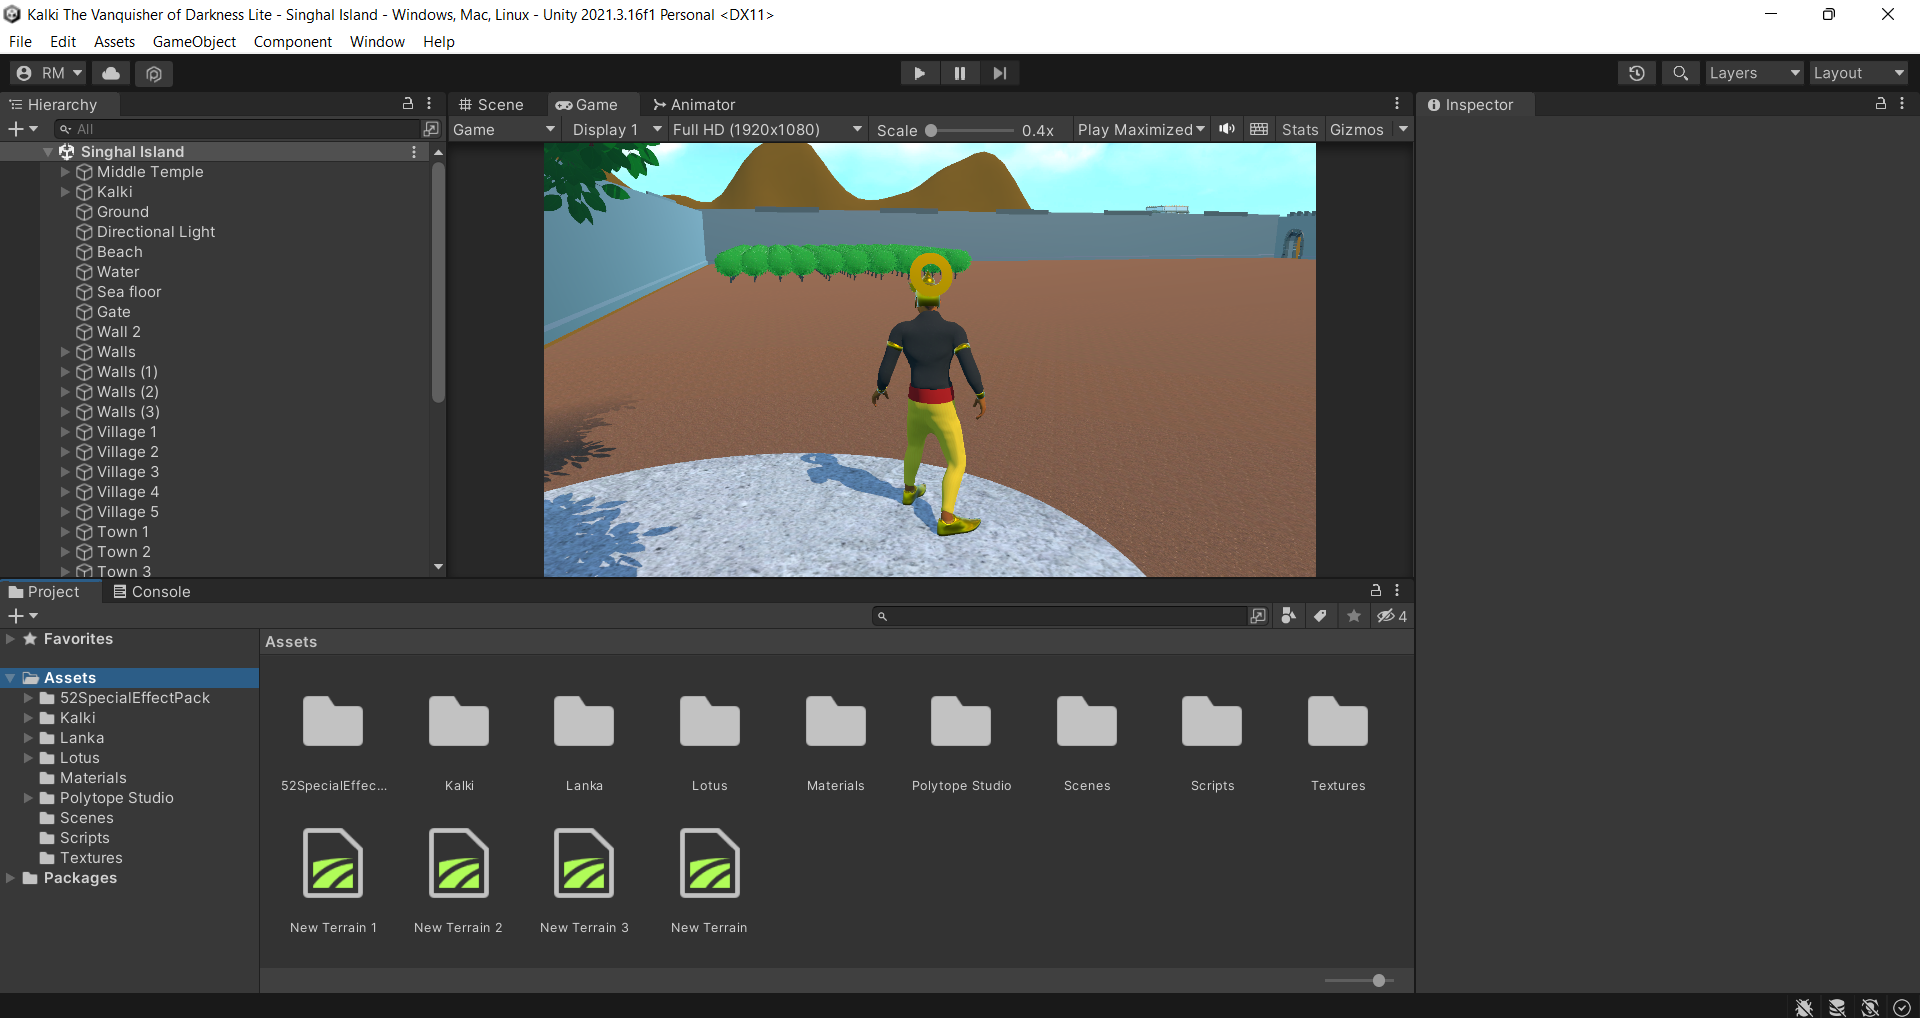 Kalki The Vanquisher of Darkness Lite - Singhal Island - Windows, Mac, Linux - Unity 2021.3.16f1 Personal <DX11>
File Edit Assets GameObject Component Window Help
RM Layers Layout
Hierarchy Scene Game Animator Inspector
All Game Display 1 Full HD (1920x1080) Scale 0.4x Play Maximized Stats Gizmos
Singhal Island
Middle Temple
Kalki
Ground
Directional Light
Beach
Water
Sea floor
Gate
Wall 2
Walls
Walls (1)
Walls (2)
Walls (3)
Village 1
Village 2
Village 3
Village 4
Village 5
Town 1
Town 2
Town 3
Project Console
4
Favorites
Assets
52SpecialEffectPack
Kalki
Lanka
Lotus
Materials
Polytope Studio
Scenes
Scripts
Textures
Packages
Assets
52SpecialEffec... Kalki Lanka Lotus Materials Polytope Studio Scenes Scripts Textures
New Terrain 1 New Terrain 2 New Terrain 3 New Terrain